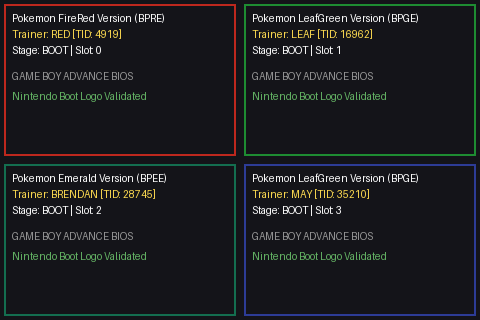 Pokemon FireRed Version (BPRE)
Trainer: RED [TID: 4919]
Stage: BOOT | Slot: 0
GAME BOY ADVANCE BIOS
Nintendo Boot Logo Validated
Pokemon LeafGreen Version (BPGE)
Trainer: LEAF [TID: 16962]
Stage: BOOT | Slot: 1
GAME BOY ADVANCE BIOS
Nintendo Boot Logo Validated
Pokemon Emerald Version (BPEE)
Trainer: BRENDAN [TID: 28745]
Stage: BOOT | Slot: 2
GAME BOY ADVANCE BIOS
Nintendo Boot Logo Validated
Pokemon LeafGreen Version (BPGE)
Trainer: MAY [TID: 35210]
Stage: BOOT | Slot: 3
GAME BOY ADVANCE BIOS
Nintendo Boot Logo Validated